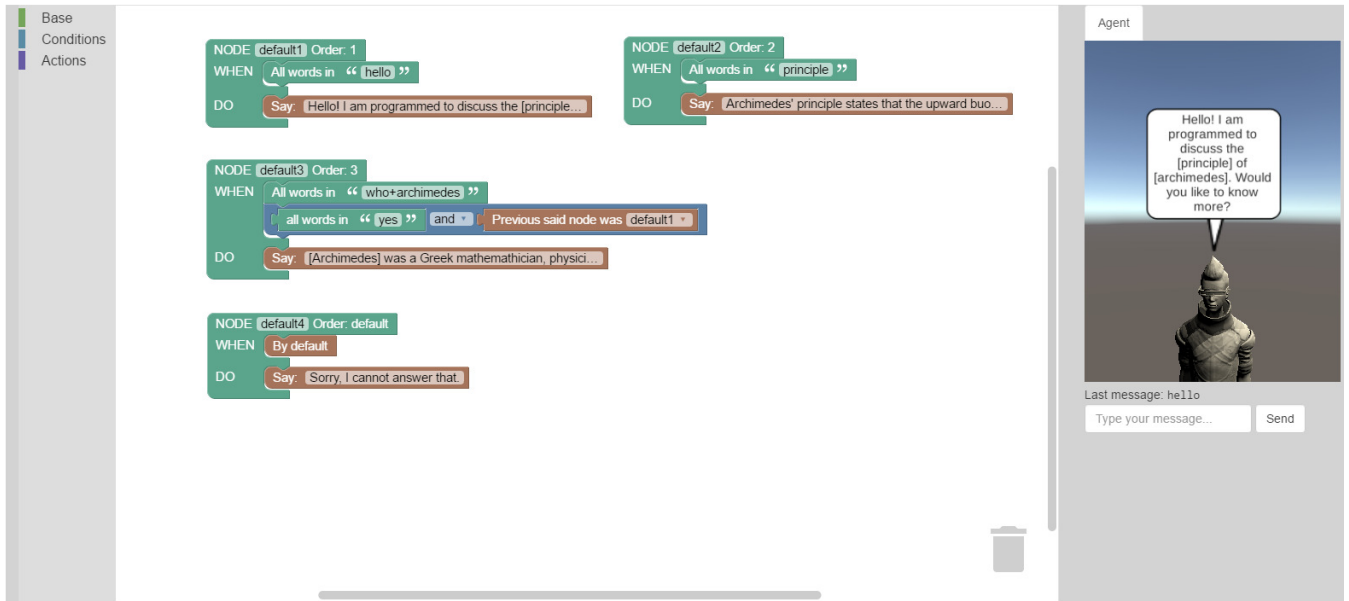 Base
Conditions
Actions
NODE default1 Order: 1
WHEN All words in “ hello ”
DO Say: Hello! I am programmed to discuss the [principle...
NODE default2 Order: 2
WHEN All words in “ principle ”
DO Say: Archimedes' principle states that the upward buo...
NODE default3 Order: 3
WHEN All words in “ who+archimedes ”
all words in “ yes ” and Previous said node was default1
DO Say: [Archimedes] was a Greek mathemathician, physici...
NODE default4 Order: default
WHEN By default
DO Say: Sorry, I cannot answer that.
Agent
Hello! I am
programmed to
discuss the
[principle] of
[archimedes]. Would
you like to know
more?
Last message: hello
Type your message...
Send